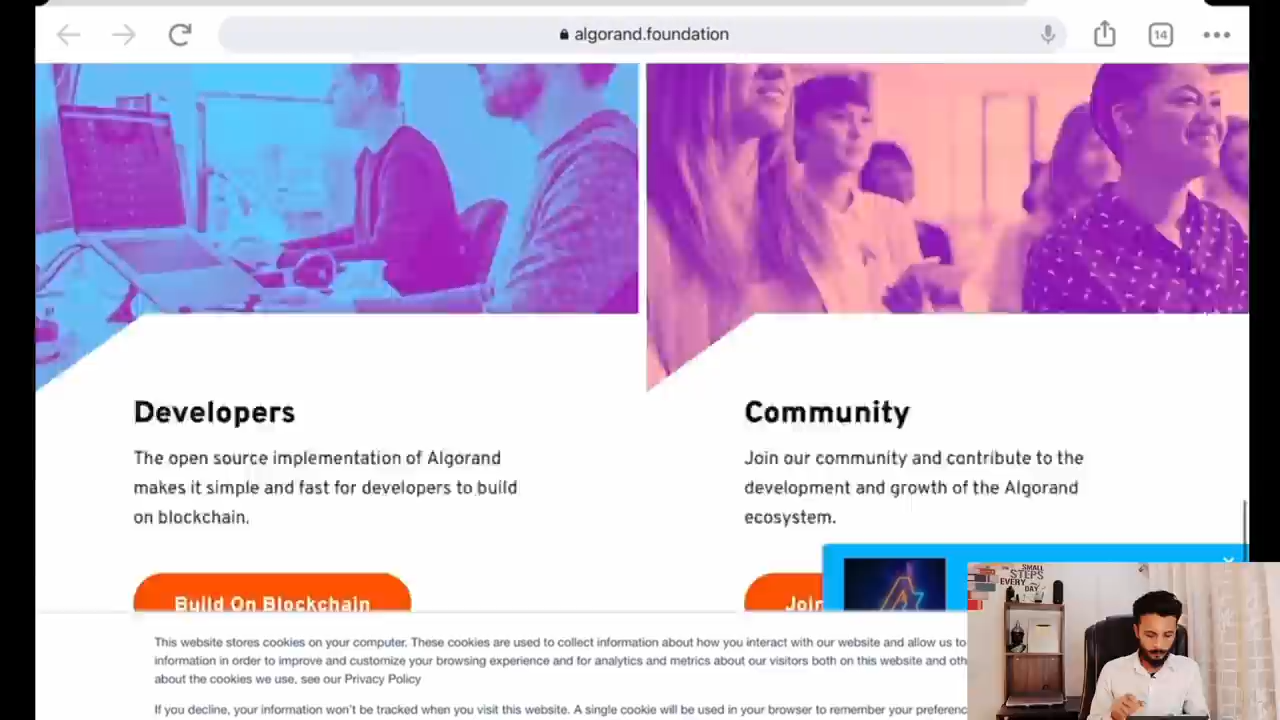 algorand.foundation
14
Developers
The open source implementation of Algorand
makes it simple and fast for developers to build
on blockchain.
Build On Blockchain
Community
Join our community and contribute to the
development and growth of the Algorand
ecosystem.
Join
This website stores cookies on your computer. These cookies are used to collect information about how you interact with our website and allow us to
information in order to improve and customize your browsing experience and for analytics and metrics about our visitors both on this website and
about the cookies we use, see our Privacy Policy
If you decline, your information won't be tracked when you visit this website. A single cookie will be used in your browser to remember your
SMALL
STEPS
EVERY
DAY